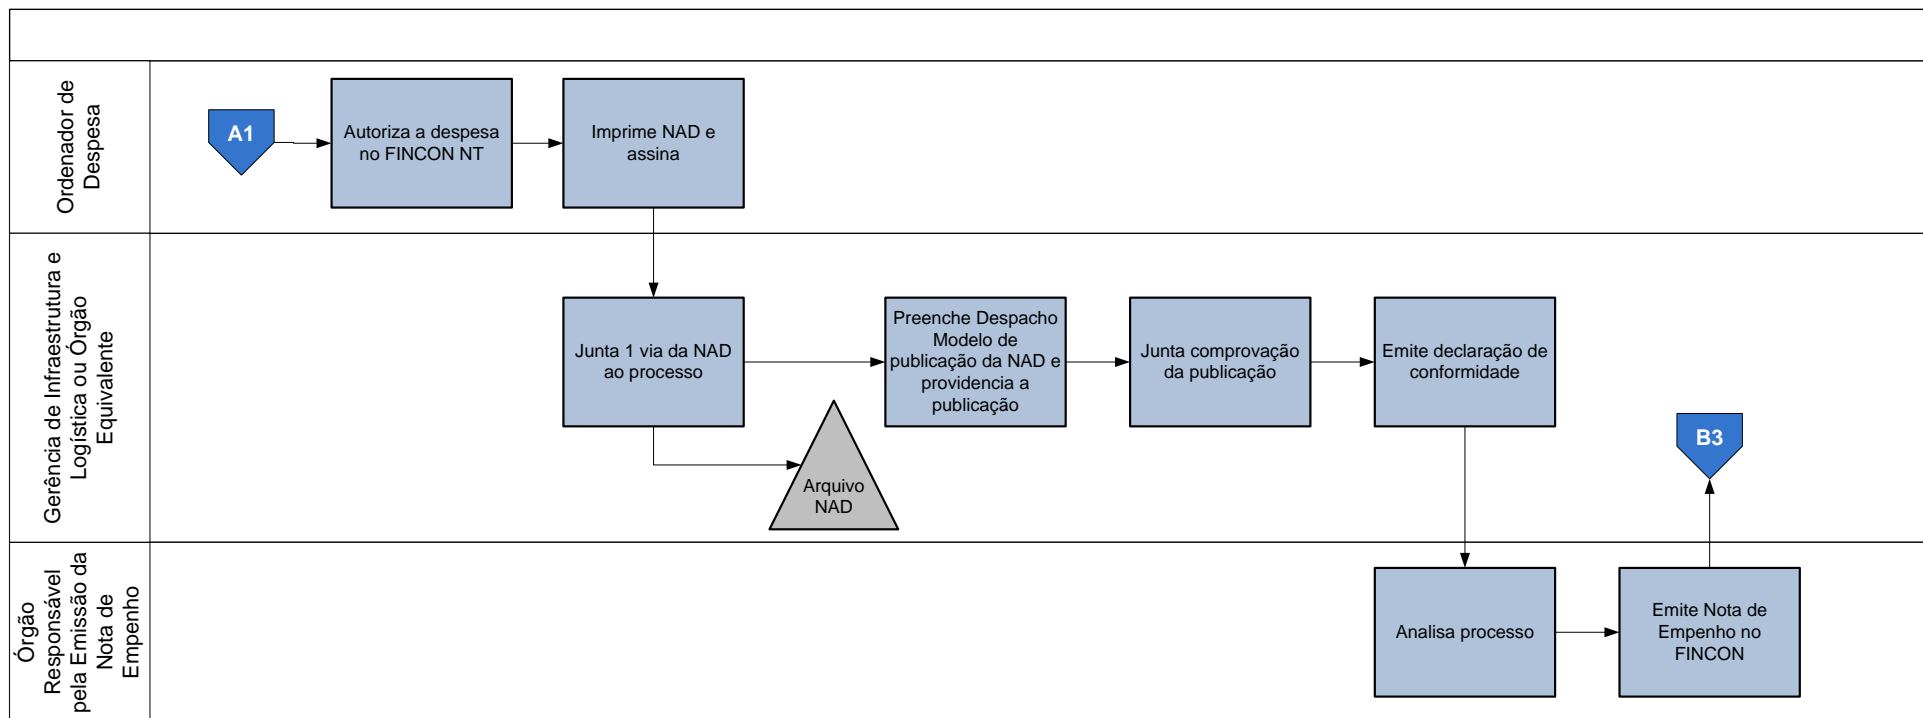 Ordenador de
Despesa
A1
Autoriza a despesa
no FINCON NT
Imprime NAD e
assina
Gerência de Infraestrutura e
Logística ou Órgão
Equivalente
Junta 1 via da NAD
ao processo
Preenche Despacho
Modelo de
publicação da NAD e
providencia a
publicação
Junta comprovação
da publicação
Emite declaração de
conformidade
Arquivo
NAD
B3
Órgão
Responsável
pela Emissão da
Nota de
Empenho
Analisa processo
Emite Nota de
Empenho no
FINCON